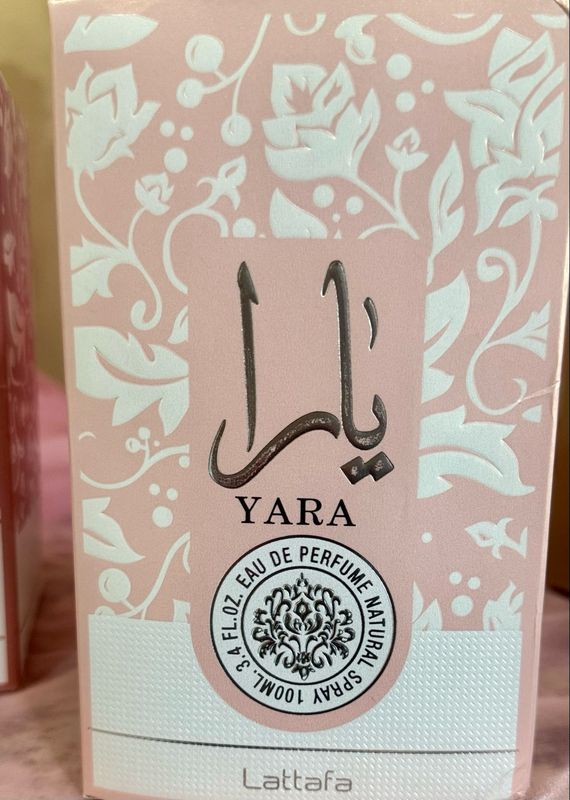 يارا
YARA
EAU DE PERFUME NATURAL SPRAY 100ML. 3.4 FL.OZ.
Lattafa